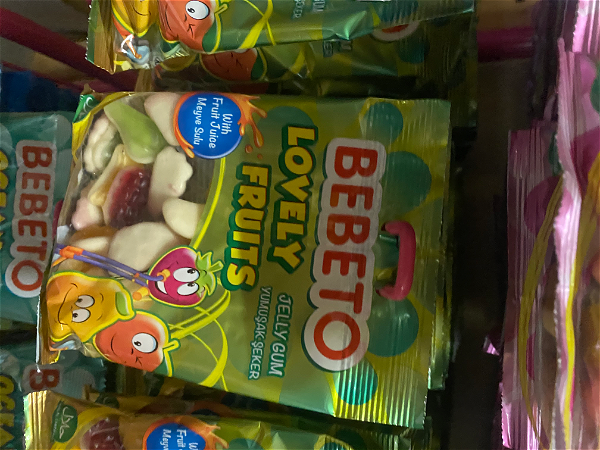 BEBETO
LOVELY
FRUITS
JELLY GUM
YUMUŞAK ŞEKER
With
Fruit Juice
Meyve Sulu
BEBETO